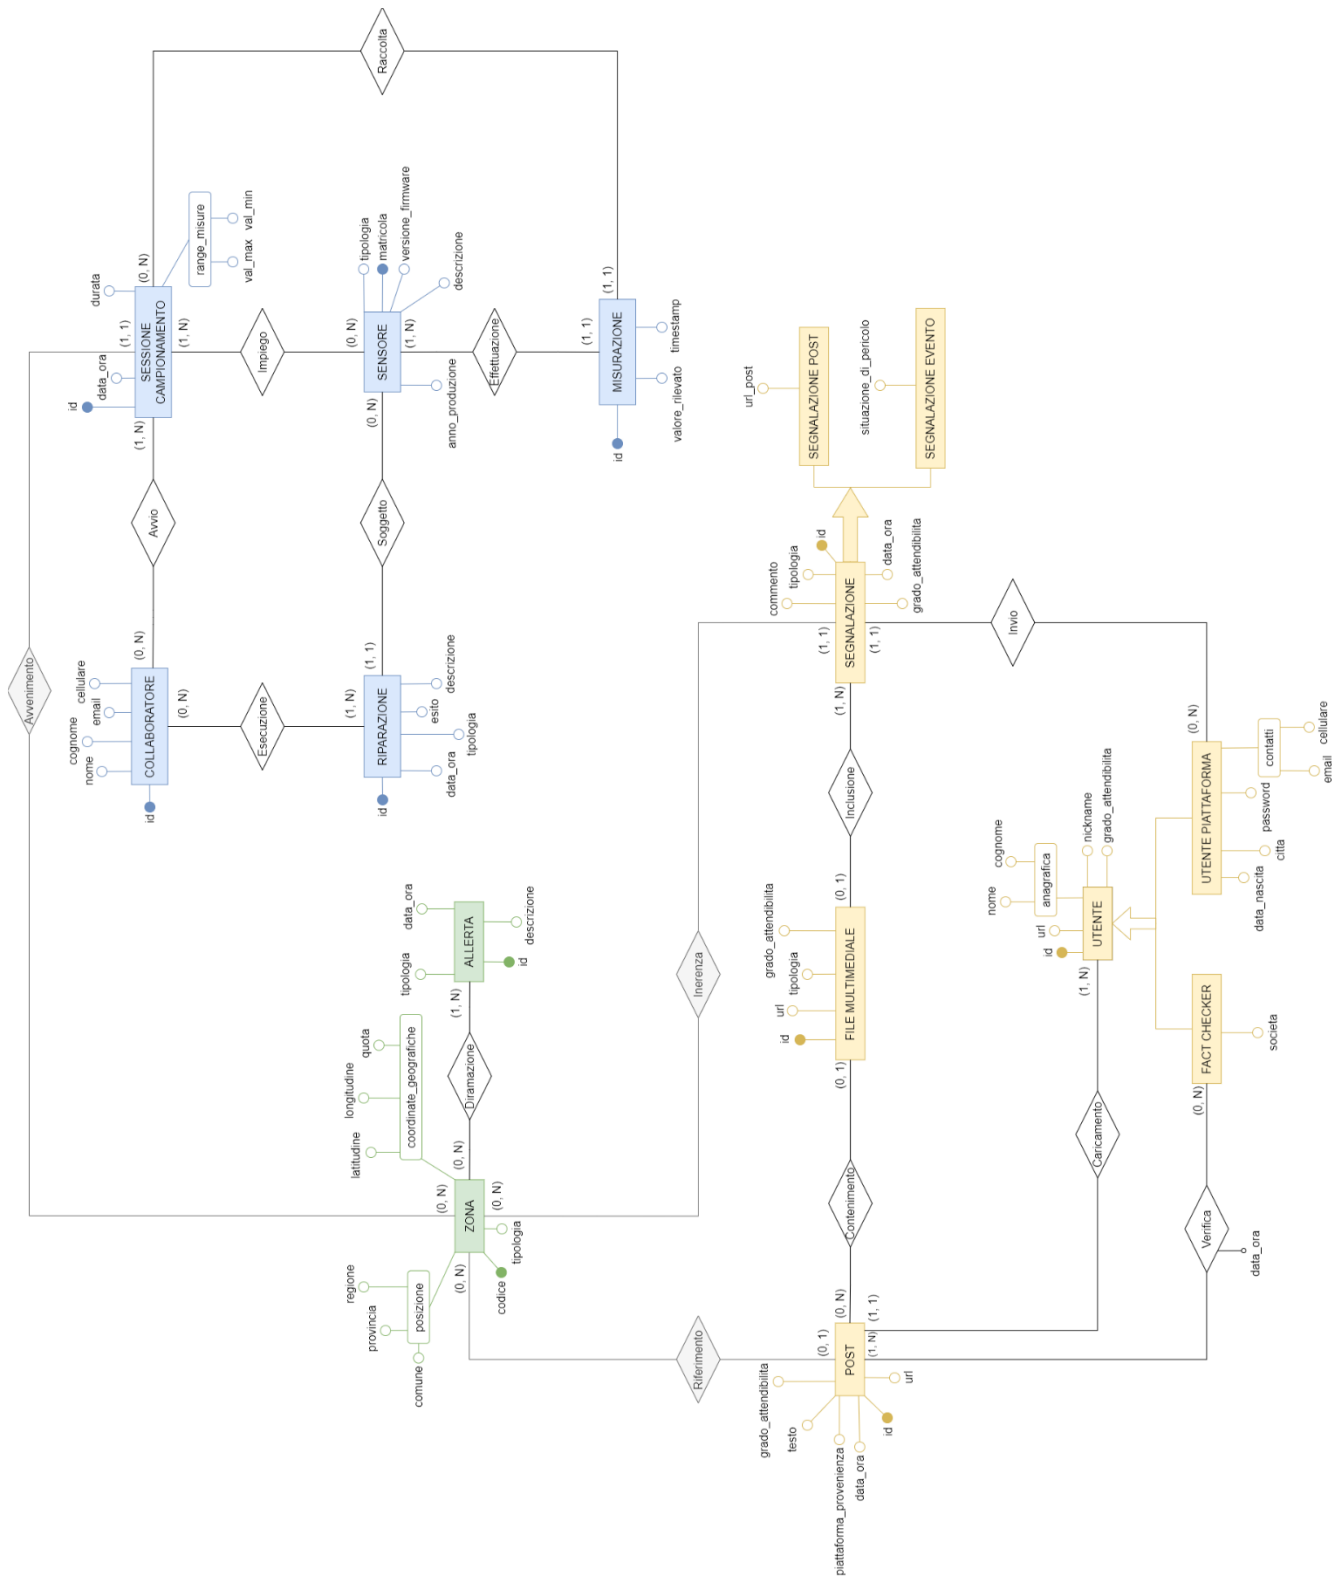 Avvenimento
cognome
nome
cellulare
email
COLLABORATORE
id
(0, N)
(0, N)
Avvio
id
data_ora
durata
SESSIONE
CAMPIONAMENTO
(1, N)
(1, 1)
(0, N)
(1, N)
range_misure
val_max
val_min
Raccolta
Esecuzione
Impiego
(1, N)
(1, 1)
RIPARAZIONE
id
data_ora
esito
tipologia
descrizione
Soggetto
(0, N)
(0, N)
(1, N)
SENSORE
tipologia
matricola
versione_firmware
descrizione
anno_produzione
Effettuazione
(1, 1)
(1, 1)
MISURAZIONE
id
valore_rilevato
timestamp
regione
provincia
comune
posizione
latitudine
longitudine
quota
coordinate_geografiche
(0, N)
(0, N)
(0, N)
(0, N)
ZONA
codice
tipologia
Diramazione
(1, N)
tipologia
data_ora
ALLERTA
id
descrizione
Riferimento
Inerenza
grado_attendibilita
testo
piattaforma_provenienza
data_ora
id
url
POST
(0, 1)
(0, N)
(1, N)
(1, 1)
Contenimento
id
url
tipologia
grado_attendibilita
FILE MULTIMEDIALE
(0, 1)
(0, 1)
Inclusione
(1, N)
(1, 1)
(1, 1)
commento
tipologia
id
SEGNALAZIONE
data_ora
grado_attendibilita
url_post
SEGNALAZIONE POST
situazione_di_pericolo
SEGNALAZIONE EVENTO
Invio
Caricamento
(1, N)
nome
cognome
anagrafica
id
url
nickname
grado_attendibilita
UTENTE
Verifica
data_ora
(0, N)
FACT CHECKER
societa
(0, N)
UTENTE PIATTAFORMA
data_nascita
citta
password
contatti
email
cellulare